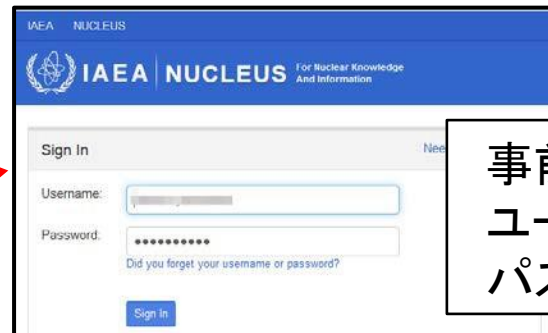 IAEA NUCLEUS
IAEA NUCLEUS For Nuclear Knowledge
And Information
Sign In
Username:
Password:
Did you forget your username or password?
Sign In
事前
ユー
パス